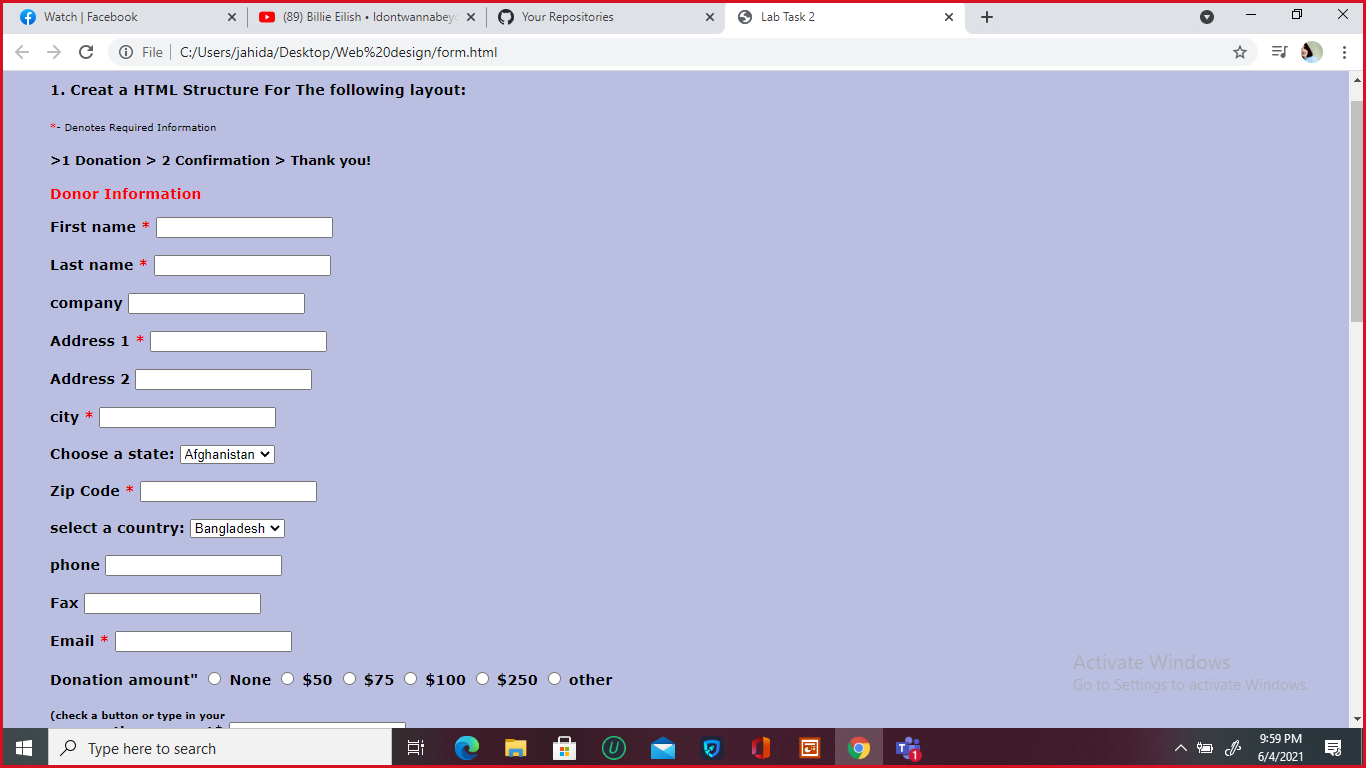 Watch | Facebook
(89) Billie Eilish • Idontwannabeyo
Your Repositories
Lab Task 2
File
C:/Users/jahida/Desktop/Web%20design/form.html
1. Creat a HTML Structure For The following layout:
*- Denotes Required Information
>1 Donation > 2 Confirmation > Thank you!
Donor Information
First name *
Last name *
company
Address 1 *
Address 2
city *
Choose a state: Afghanistan
Zip Code *
select a country: Bangladesh
phone
Fax
Email *
Donation amount" None $50 $75 $100 $250 other
(check a button or type in your
Activate Windows
Go to Settings to activate Windows.
Type here to search
U
T
1
9:59 PM
6/4/2021